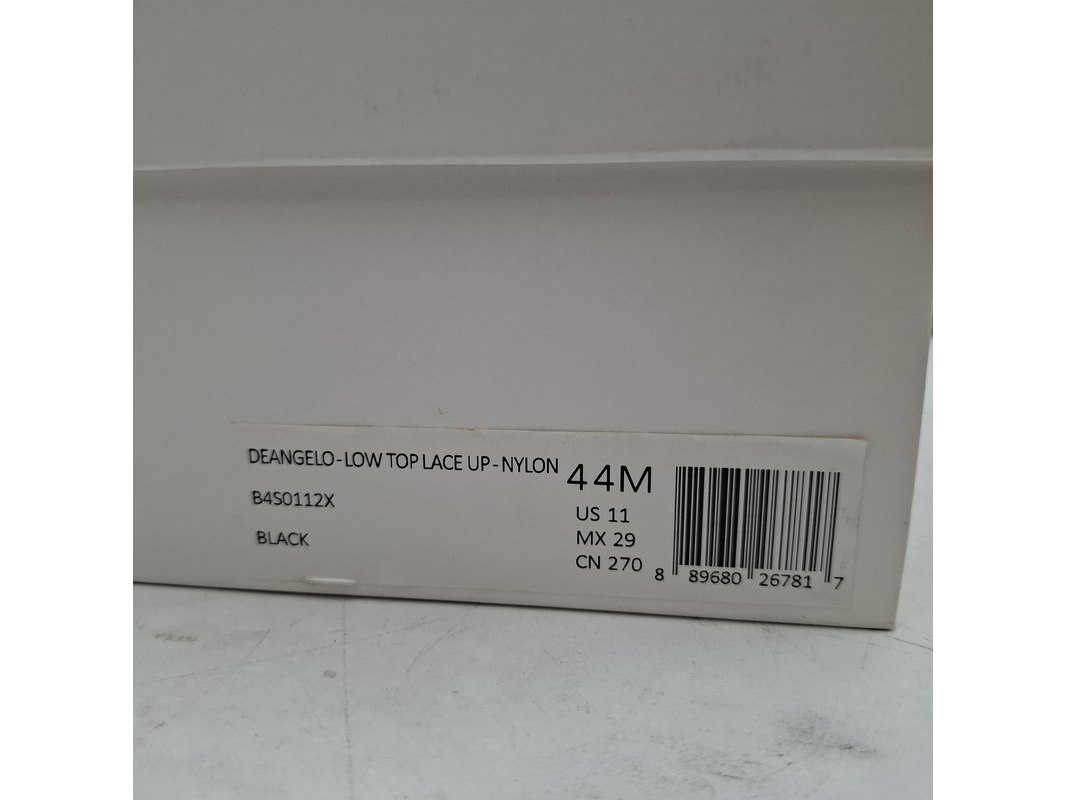 DEANGELO-LOW TOP LACE UP-NYLON
B4S0112X
BLACK
44M
US 11
MX 29
CN 270
8 89680 26781 7